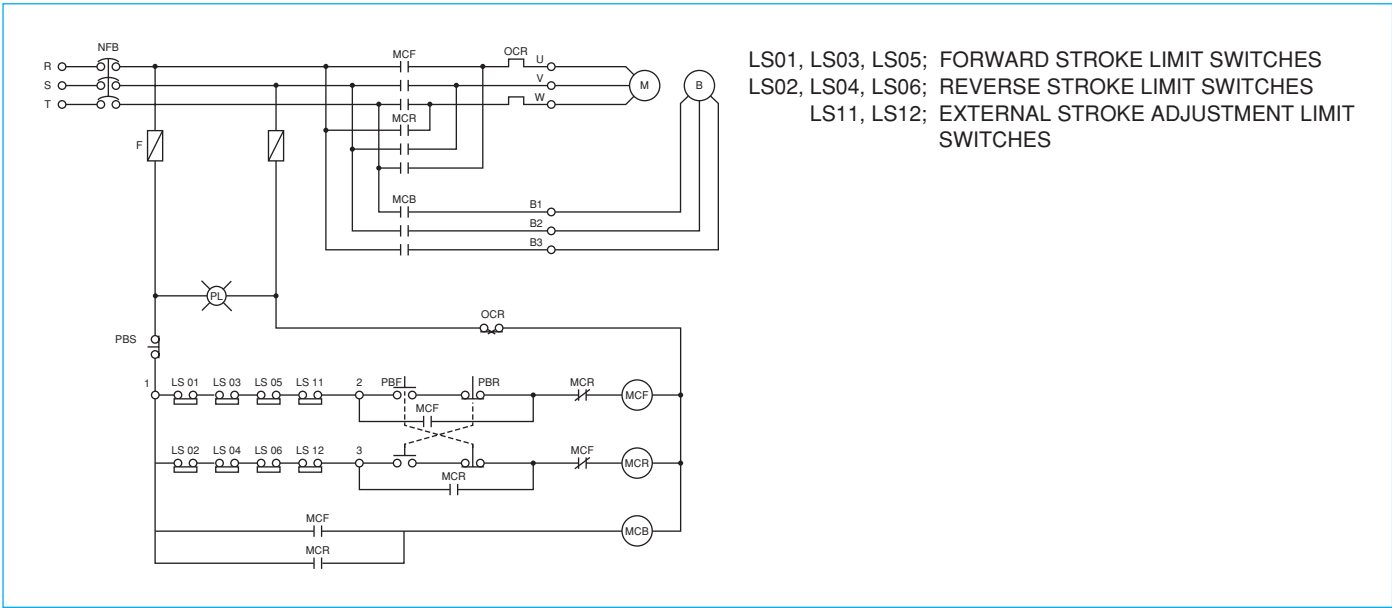 NFB
MCF
OCR
U
R
V
S
M
B
W
T
MCR
F
MCB
B1
B2
B3
PL
OCR
PBS
1
LS 01
LS 03
LS 05
LS 11
2
PBF
PBR
MCR
MCF
MCF
LS 02
LS 04
LS 06
LS 12
3
MCF
MCR
MCR
MCF
MCB
MCR
LS01, LS03, LS05; FORWARD STROKE LIMIT SWITCHES
LS02, LS04, LS06; REVERSE STROKE LIMIT SWITCHES
LS11, LS12; EXTERNAL STROKE ADJUSTMENT LIMIT
SWITCHES